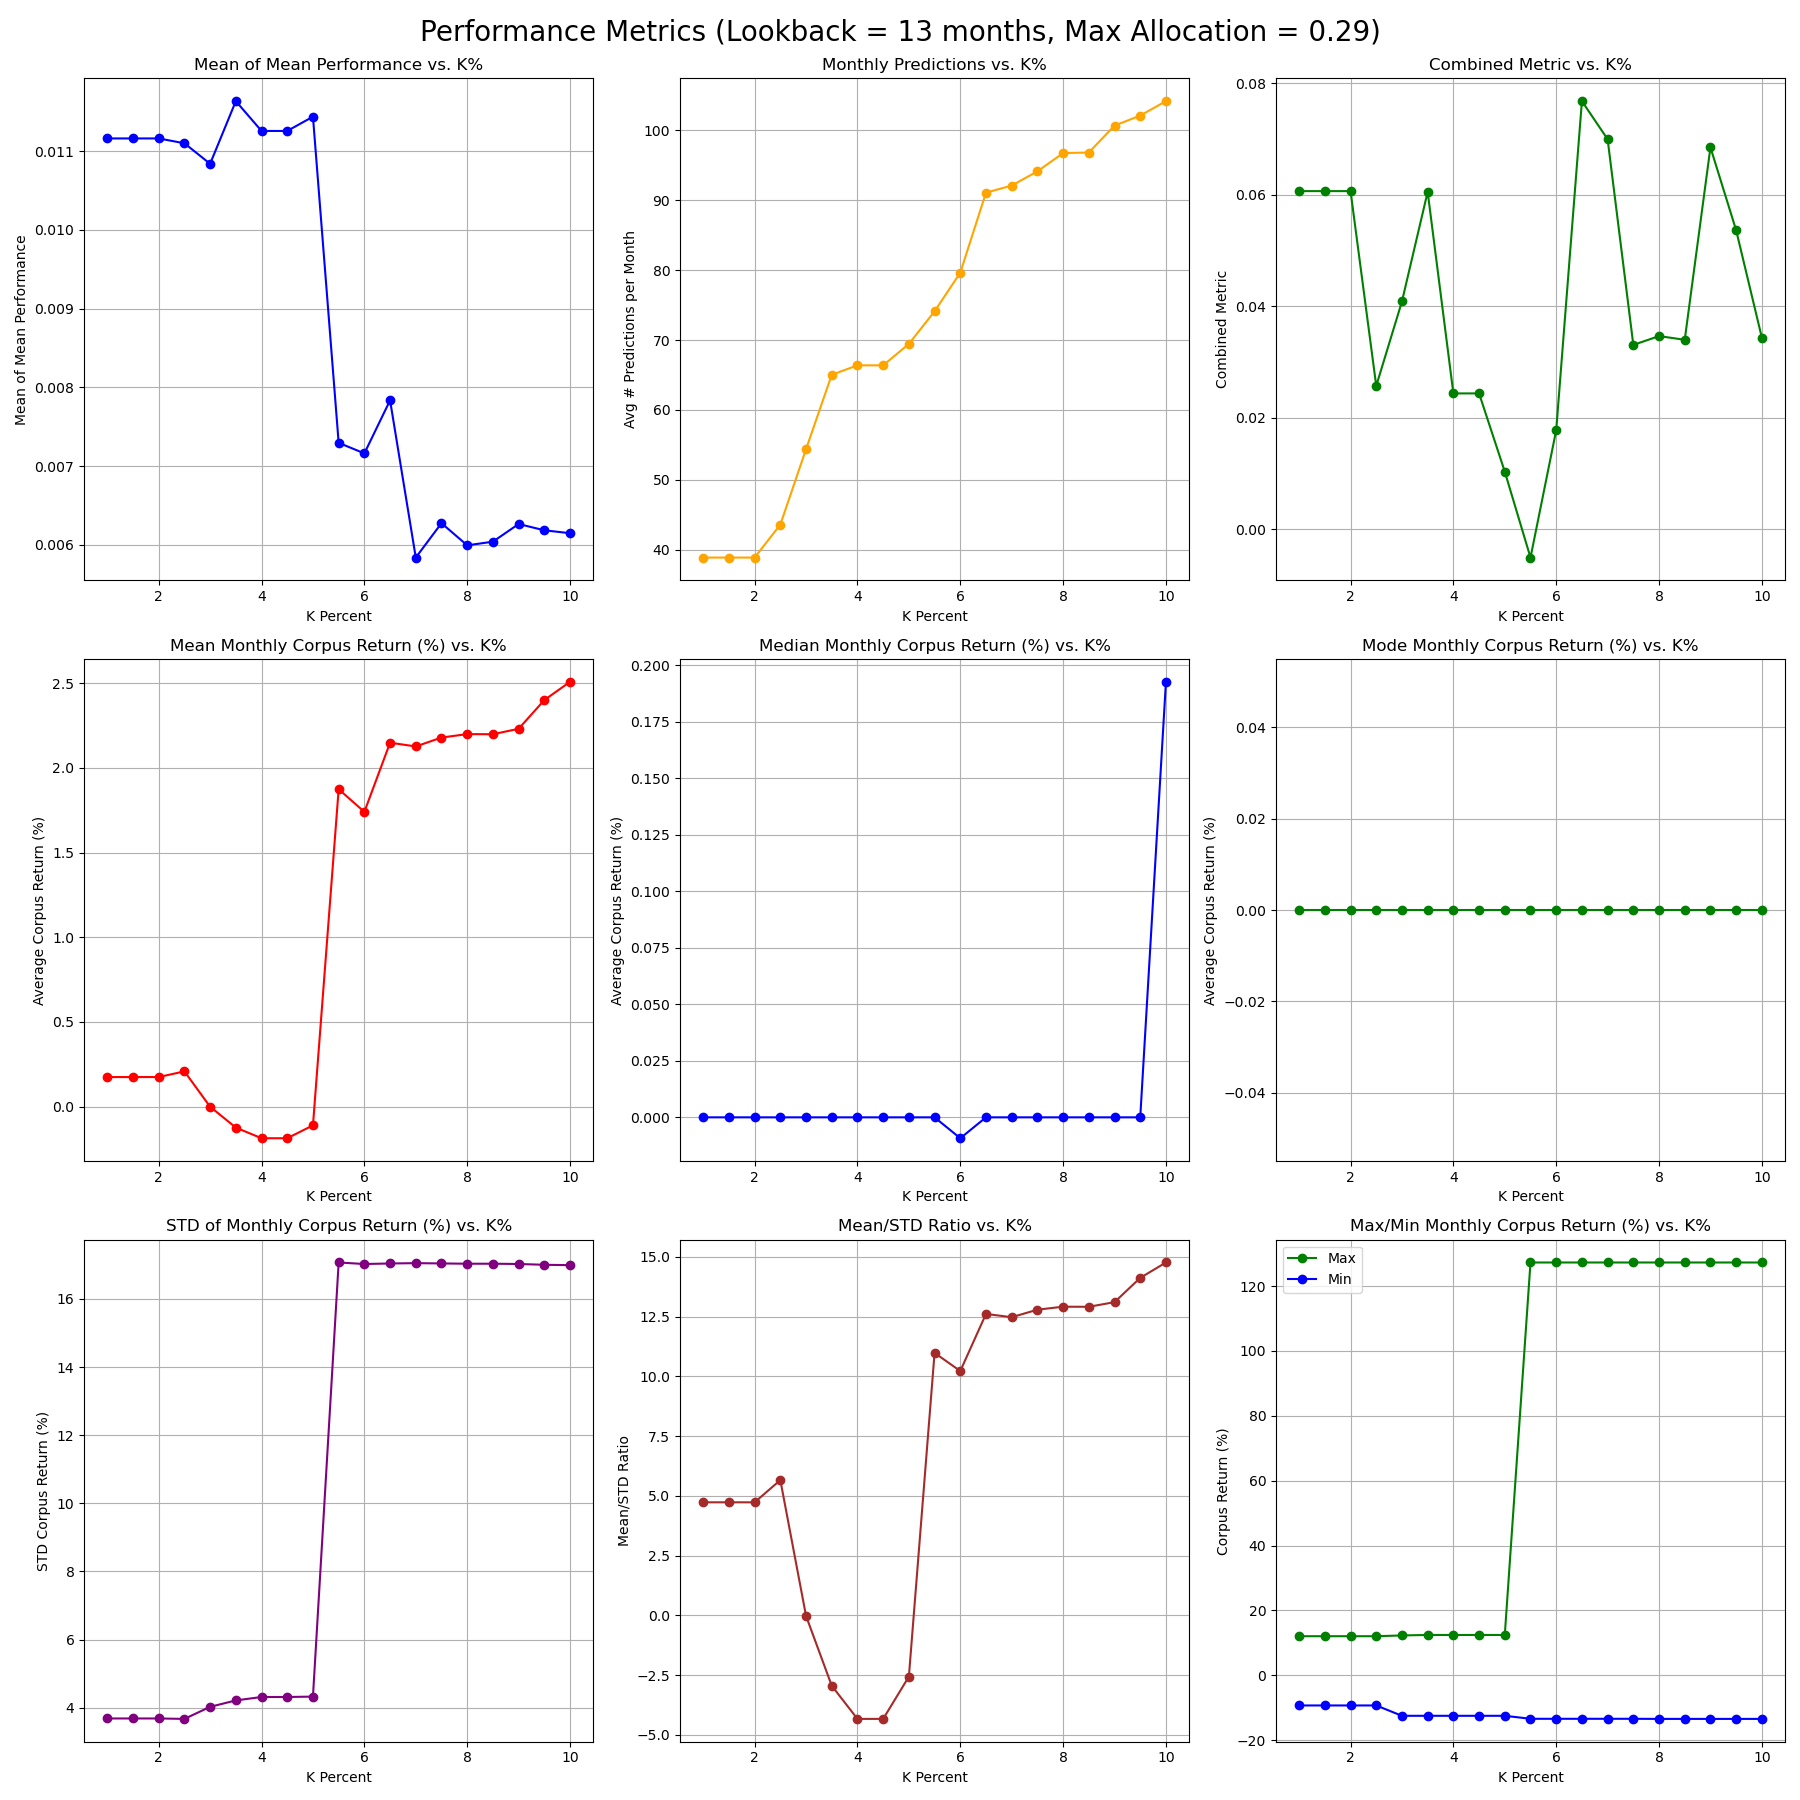 Performance Metrics (Lookback = 13 months, Max Allocation = 0.29)
Mean of Mean Performance vs. K%
Mean of Mean Performance
0.011
0.010
0.009
0.008
0.007
0.006
2 4 6 8 10
K Percent
Monthly Predictions vs. K%
Avg # Predictions per Month
100
90
80
70
60
50
40
2 4 6 8 10
K Percent
Combined Metric vs. K%
Combined Metric
0.08
0.06
0.04
0.02
0.00
2 4 6 8 10
K Percent
Mean Monthly Corpus Return (%) vs. K%
Average Corpus Return (%)
2.5
2.0
1.5
1.0
0.5
0.0
2 4 6 8 10
K Percent
Median Monthly Corpus Return (%) vs. K%
Average Corpus Return (%)
0.200
0.175
0.150
0.125
0.100
0.075
0.050
0.025
0.000
2 4 6 8 10
K Percent
Mode Monthly Corpus Return (%) vs. K%
Average Corpus Return (%)
0.04
0.02
0.00
−0.02
−0.04
2 4 6 8 10
K Percent
STD of Monthly Corpus Return (%) vs. K%
STD Corpus Return (%)
16
14
12
10
8
6
4
2 4 6 8 10
K Percent
Mean/STD Ratio vs. K%
Mean/STD Ratio
15.0
12.5
10.0
7.5
5.0
2.5
0.0
−2.5
−5.0
2 4 6 8 10
K Percent
Max/Min Monthly Corpus Return (%) vs. K%
Max
Min
Corpus Return (%)
120
100
80
60
40
20
0
−20
2 4 6 8 10
K Percent